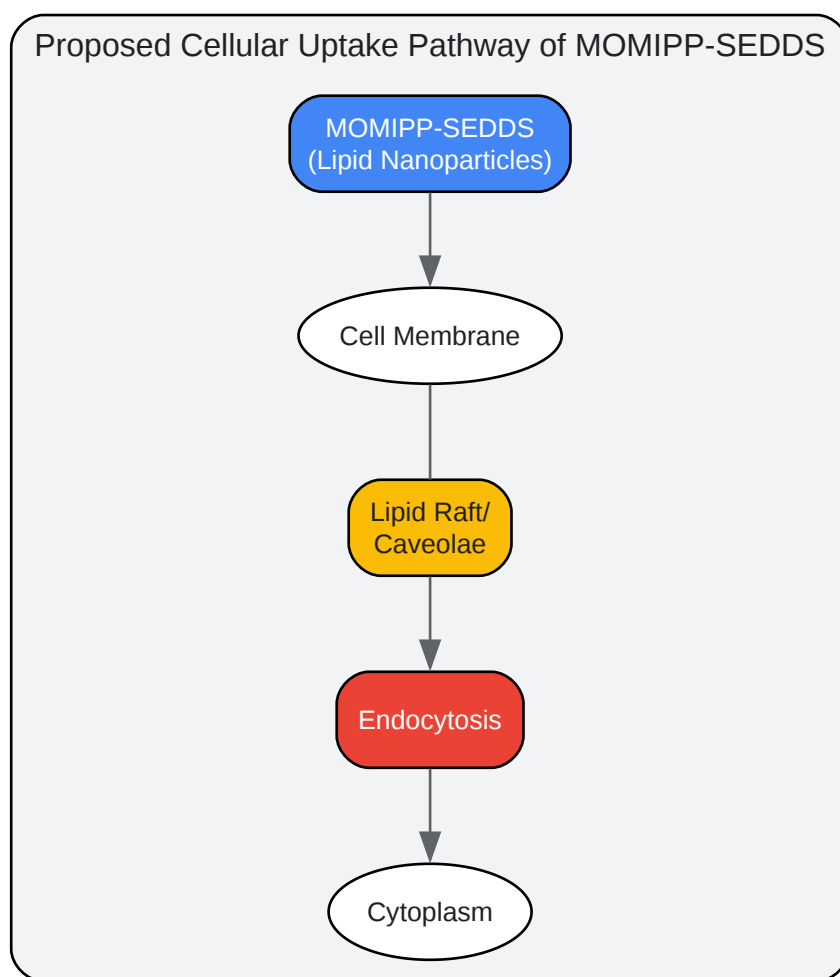 Proposed Cellular Uptake Pathway of MOMIPP-SEDDS
MOMIPP-SEDDS
(Lipid Nanoparticles)
Cell Membrane
Lipid Raft/
Caveolae
Endocytosis
Cytoplasm